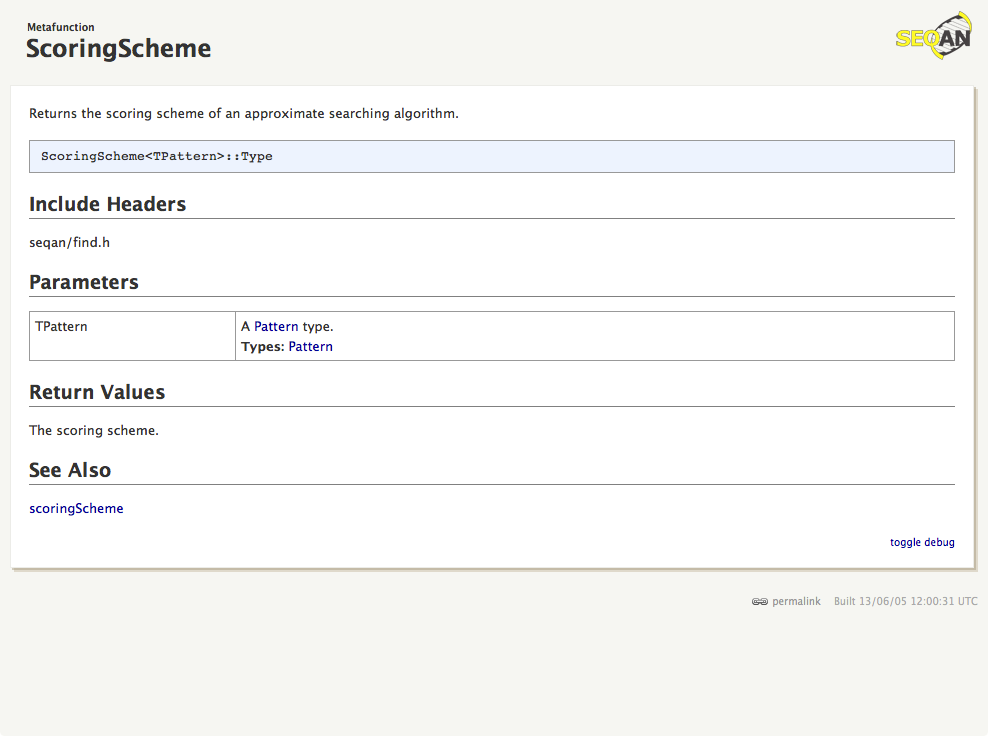 Metafunction
ScoringScheme
SEQAN
Returns the scoring scheme of an approximate searching algorithm.
ScoringScheme<TPattern>::Type
Include Headers
seqan/find.h
Parameters
TPattern
A Pattern type.
Types: Pattern
Return Values
The scoring scheme.
See Also
scoringScheme
toggle debug
permalink Built 13/06/05 12:00:31 UTC